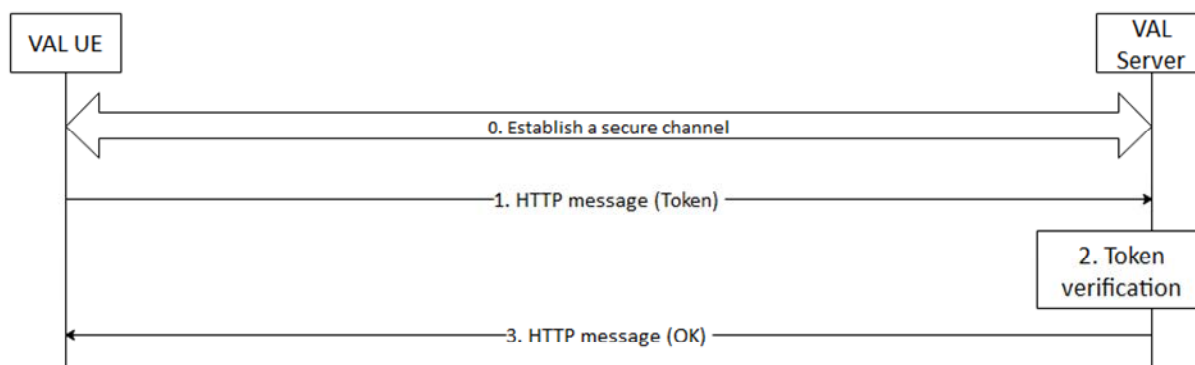 VAL UE
VAL
Server
0. Establish a secure channel
1. HTTP message (Token)
2. Token
verification
3. HTTP message (OK)